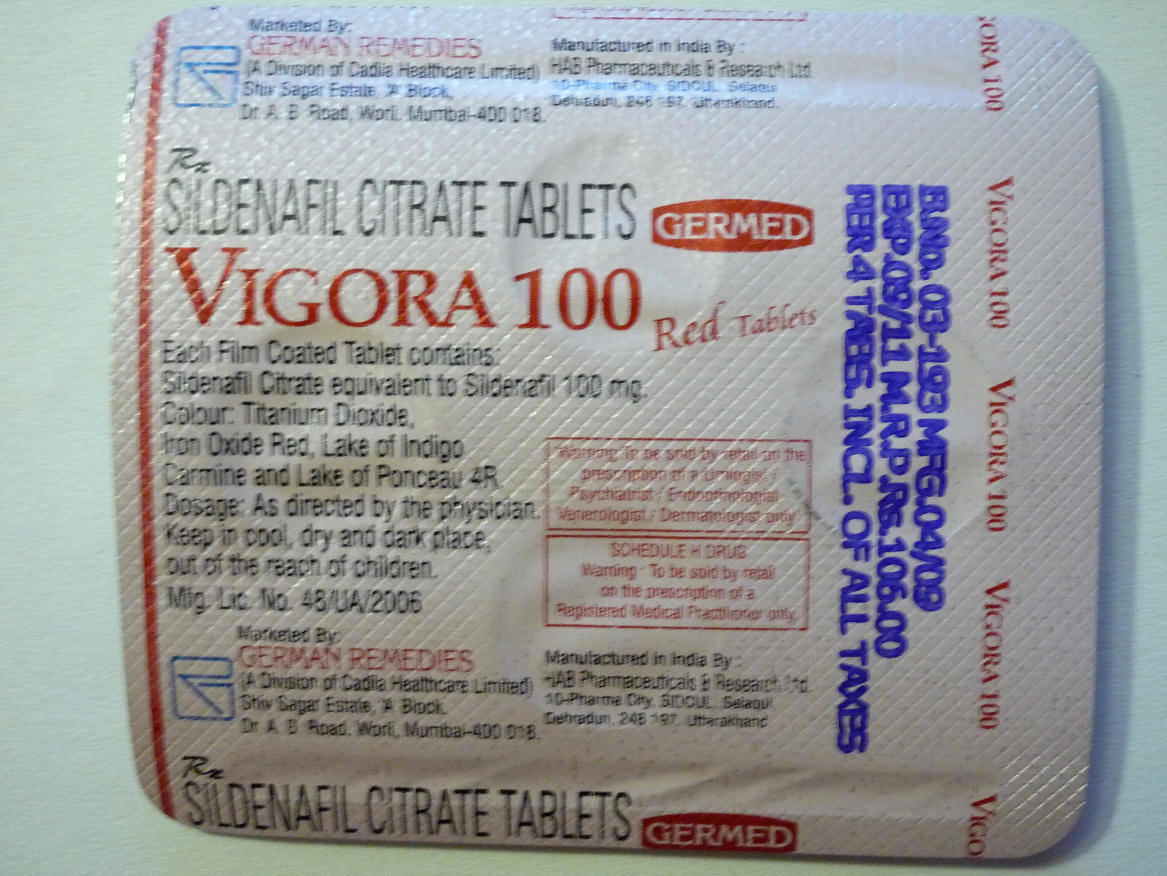 Marketed By:
GERMAN REMEDIES
(A Division of Cadila Healthcare Limited)
Shiv Sagar Estate, 'A' Block,
Dr. A. B. Road, Worli, Mumbai-400 018.
Manufactured in India By :
HAB Pharmaceuticals & Research Ltd.
10-Pharma City, SIDCUL, Selaqui
Dehradun, 248 197, Uttarakhand.
Rx
SILDENAFIL CITRATE TABLETS
GERMED
VIGORA 100
Red Tablets
Each Film Coated Tablet contains:
Sildenafil Citrate equivalent to Sildenafil 100 mg.
Colour: Titanium Dioxide,
Iron Oxide Red, Lake of Indigo
Carmine and Lake of Ponceau 4R
Dosage: As directed by the physician.
Keep in cool, dry and dark place,
out of the reach of children.
Mfg. Lic. No. 48/UA/2006
Warning: To be sold by retail on the
prescription of a Urologist /
Psychiatrist / Endocrinologist
Venerologist / Dermatologist only
SCHEDULE H DRUG
Warning : To be sold by retail
on the prescription of a
Registered Medical Practitioner only.
Marketed By:
GERMAN REMEDIES
(A Division of Cadila Healthcare Limited)
Shiv Sagar Estate, 'A' Block,
Dr. A. B. Road, Worli, Mumbai-400 018.
Manufactured in India By :
HAB Pharmaceuticals & Research Ltd.
10-Pharma City, SIDCUL, Selaqui
Dehradun, 248 197, Uttarakhand
Rx
SILDENAFIL CITRATE TABLETS
GERMED
B.No. 03-193 MFG.04/09
EXP.09/11 M.R.P.Rs.106.00
PER 4 TABS. INCL. OF ALL TAXES
GORA 100
VIGORA 100
VIGORA 100
VIGORA 100
VIGO